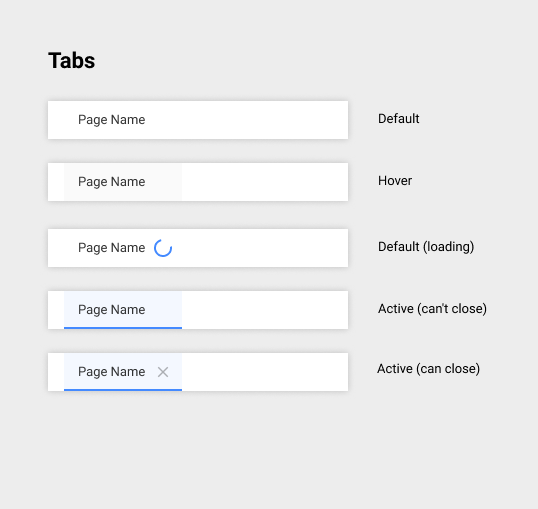 Tabs
Page Name
Default
Page Name
Hover
Page Name
Default (loading)
Page Name
Active (can't close)
Page Name
Active (can close)